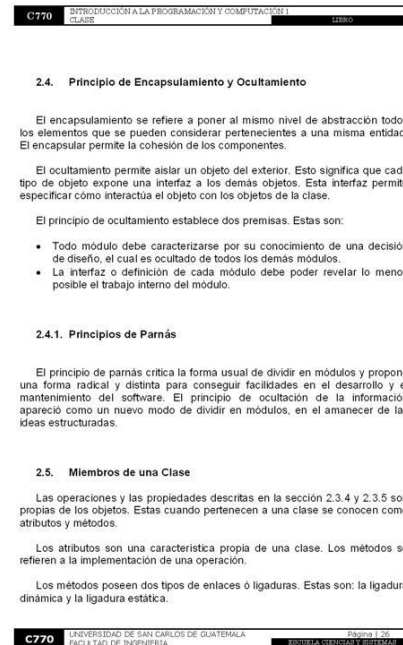 C770
INTRODUCCIÓN A LA PROGRAMACIÓN Y COMPUTACIÓN 1
CLASE
LIBRO
2.4. Principio de Encapsulamiento y Ocultamiento
El encapsulamiento se refiere a poner al mismo nivel de abstracción todo
los elementos que se pueden considerar pertenecientes a una misma entidad
El encapsular permite la cohesión de los componentes.
El ocultamiento permite aislar un objeto del exterior. Esto significa que cad
tipo de objeto expone una interfaz a los demás objetos. Esta interfaz permit
especificar cómo interactúa el objeto con los objetos de la clase.
El principio de ocultamiento establece dos premisas. Estas son:
• Todo módulo debe caracterizarse por su conocimiento de una decisió
de diseño, el cual es ocultado de todos los demás módulos.
• La interfaz o definición de cada módulo debe poder revelar lo meno
posible el trabajo interno del módulo.
2.4.1. Principios de Parnás
El principio de parnás critica la forma usual de dividir en módulos y propon
una forma radical y distinta para conseguir facilidades en el desarrollo y e
mantenimiento del software. El principio de ocultación de la informació
apareció como un nuevo modo de dividir en módulos, en el amanecer de la
ideas estructuradas.
2.5. Miembros de una Clase
Las operaciones y las propiedades descritas en la sección 2.3.4 y 2.3.5 so
propias de los objetos. Estas cuando pertenecen a una clase se conocen com
atributos y métodos.
Los atributos son una característica propia de una clase. Los métodos s
refieren a la implementación de una operación.
Los métodos poseen dos tipos de enlaces ó ligaduras. Estas son: la ligadur
dinámica y la ligadura estática.
C770
UNIVERSIDAD DE SAN CARLOS DE GUATEMALA
Página | 26
FACULTAD DE INGENIERIA
ESCUELA CIENCIAS Y SISTEMAS